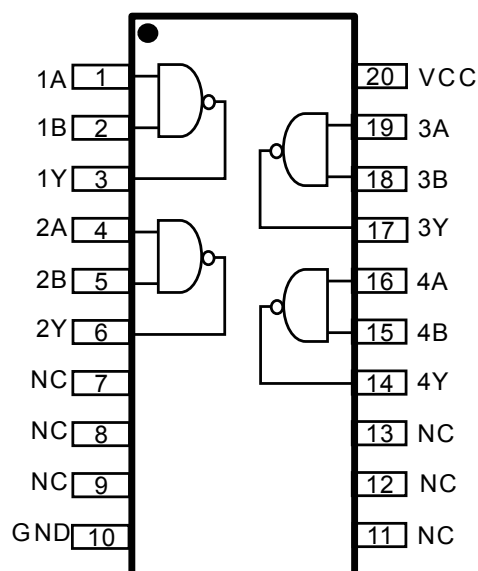 1A 1 20 VCC
1B 2 19 3A
1Y 3 18 3B
2A 4 17 3Y
2B 5 16 4A
2Y 6 15 4B
NC 7 14 4Y
NC 8 13 NC
NC 9 12 NC
GND 10 11 NC